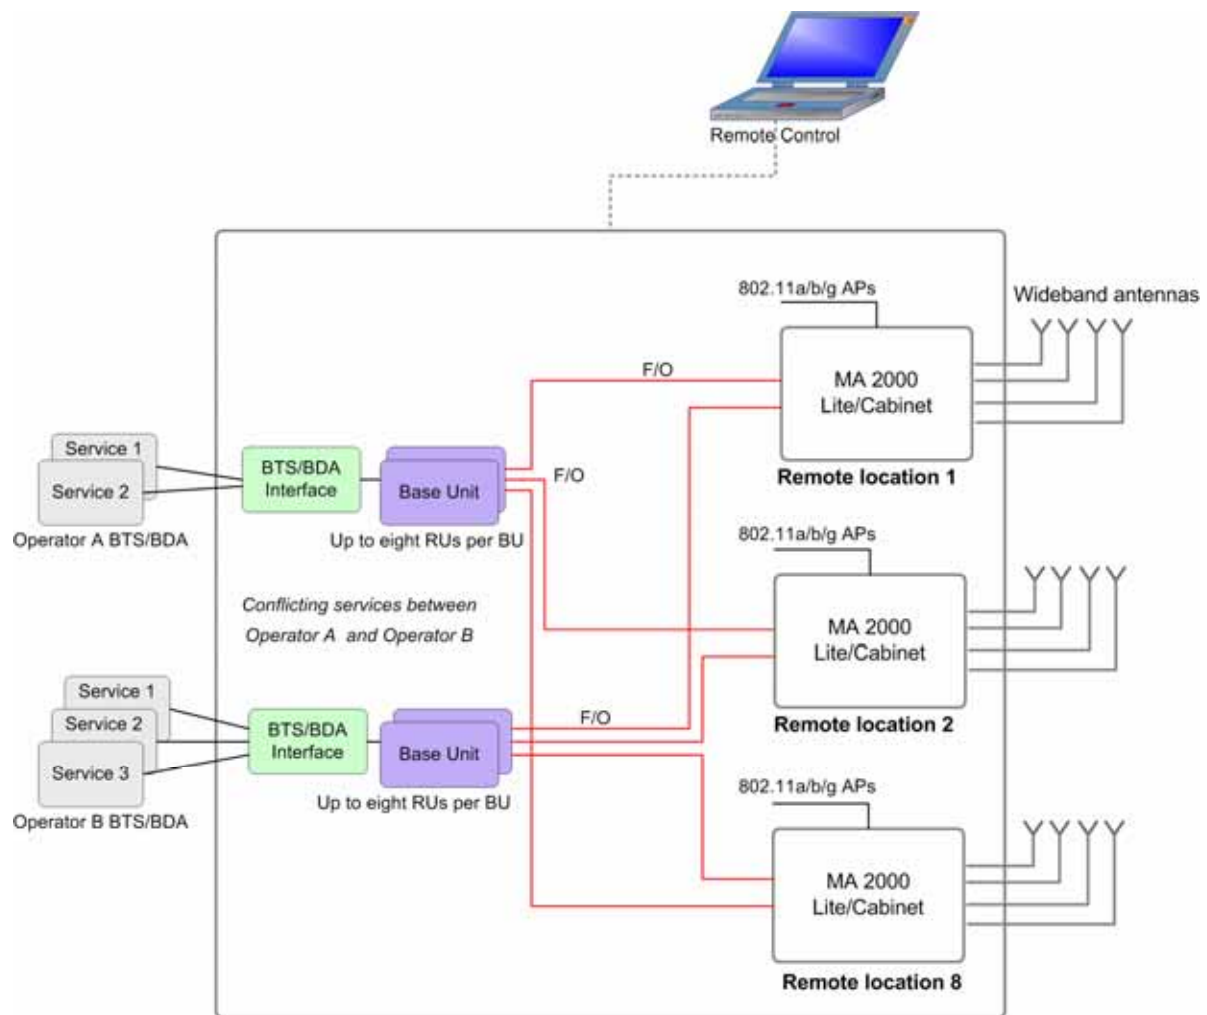 Remote Control
802.11a/b/g APs
Wideband antennas
F/O
MA 2000
Lite/Cabinet
Service 1
Service 2
BTS/BDA
Interface
Base Unit
F/O
Remote location 1
Operator A BTS/BDA
Up to eight RUs per BU
802.11a/b/g APs
Conflicting services between
Operator A and Operator B
MA 2000
Lite/Cabinet
Service 1
Service 2
Service 3
BTS/BDA
Interface
Base Unit
F/O
Remote location 2
Up to eight RUs per BU
Operator B BTS/BDA
802.11a/b/g APs
MA 2000
Lite/Cabinet
Remote location 8